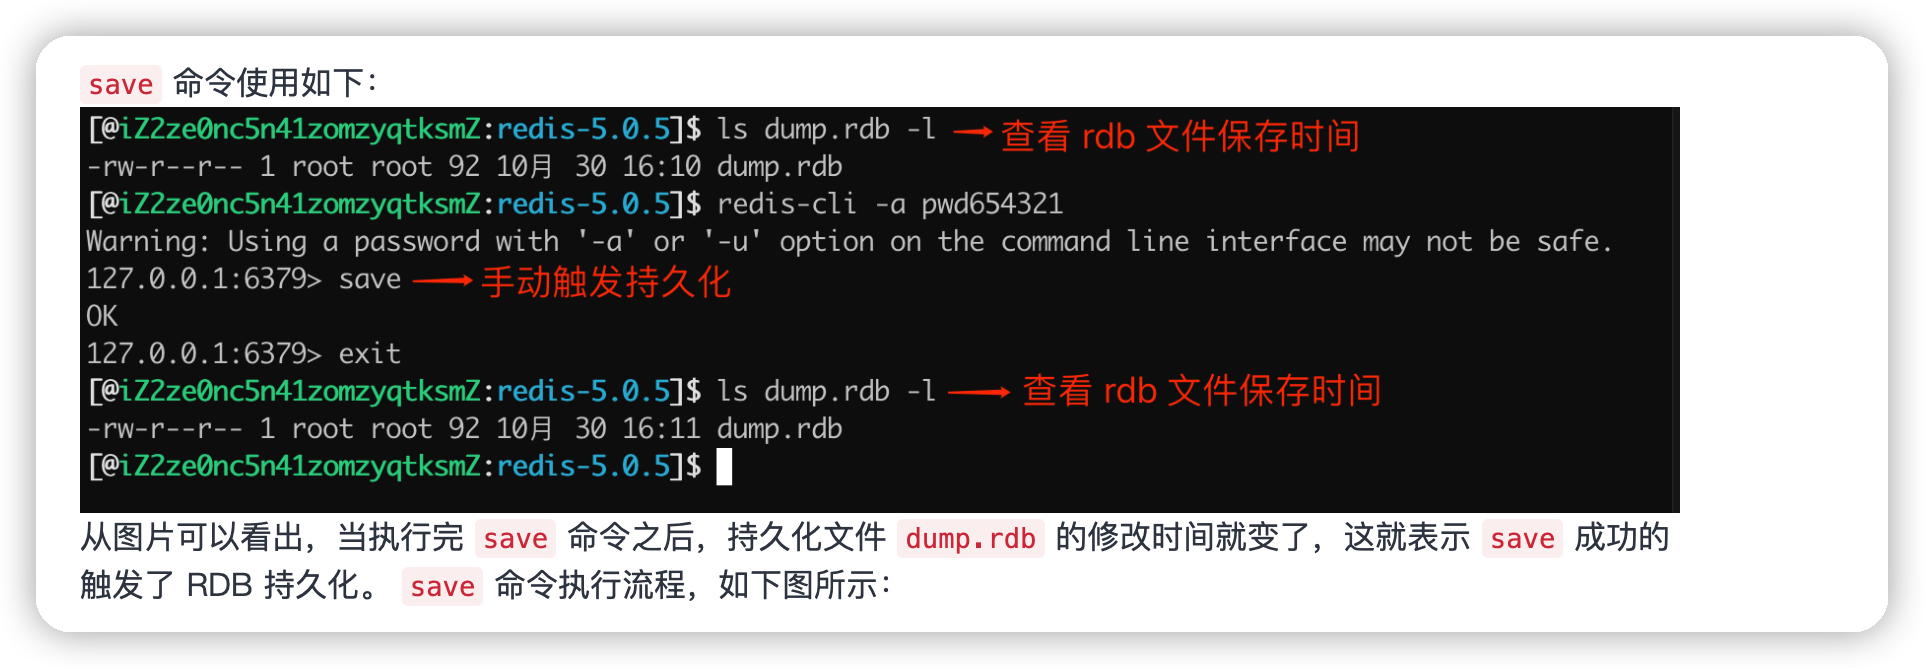 save 命令使用如下：
[@iZ2ze0nc5n41zomzyqtksmZ:redis-5.0.5]$ ls dump.rdb -l 查看 rdb 文件保存时间
-rw-r--r-- 1 root root 92 10月 30 16:10 dump.rdb
[@iZ2ze0nc5n41zomzyqtksmZ:redis-5.0.5]$ redis-cli -a pwd654321
Warning: Using a password with '-a' or '-u' option on the command line interface may not be safe.
127.0.0.1:6379> save 手动触发持久化
OK
127.0.0.1:6379> exit
[@iZ2ze0nc5n41zomzyqtksmZ:redis-5.0.5]$ ls dump.rdb -l 查看 rdb 文件保存时间
-rw-r--r-- 1 root root 92 10月 30 16:11 dump.rdb
[@iZ2ze0nc5n41zomzyqtksmZ:redis-5.0.5]$
从图片可以看出，当执行完 save 命令之后，持久化文件 dump.rdb 的修改时间就变了，这就表示 save 成功的
触发了 RDB 持久化。 save 命令执行流程，如下图所示：